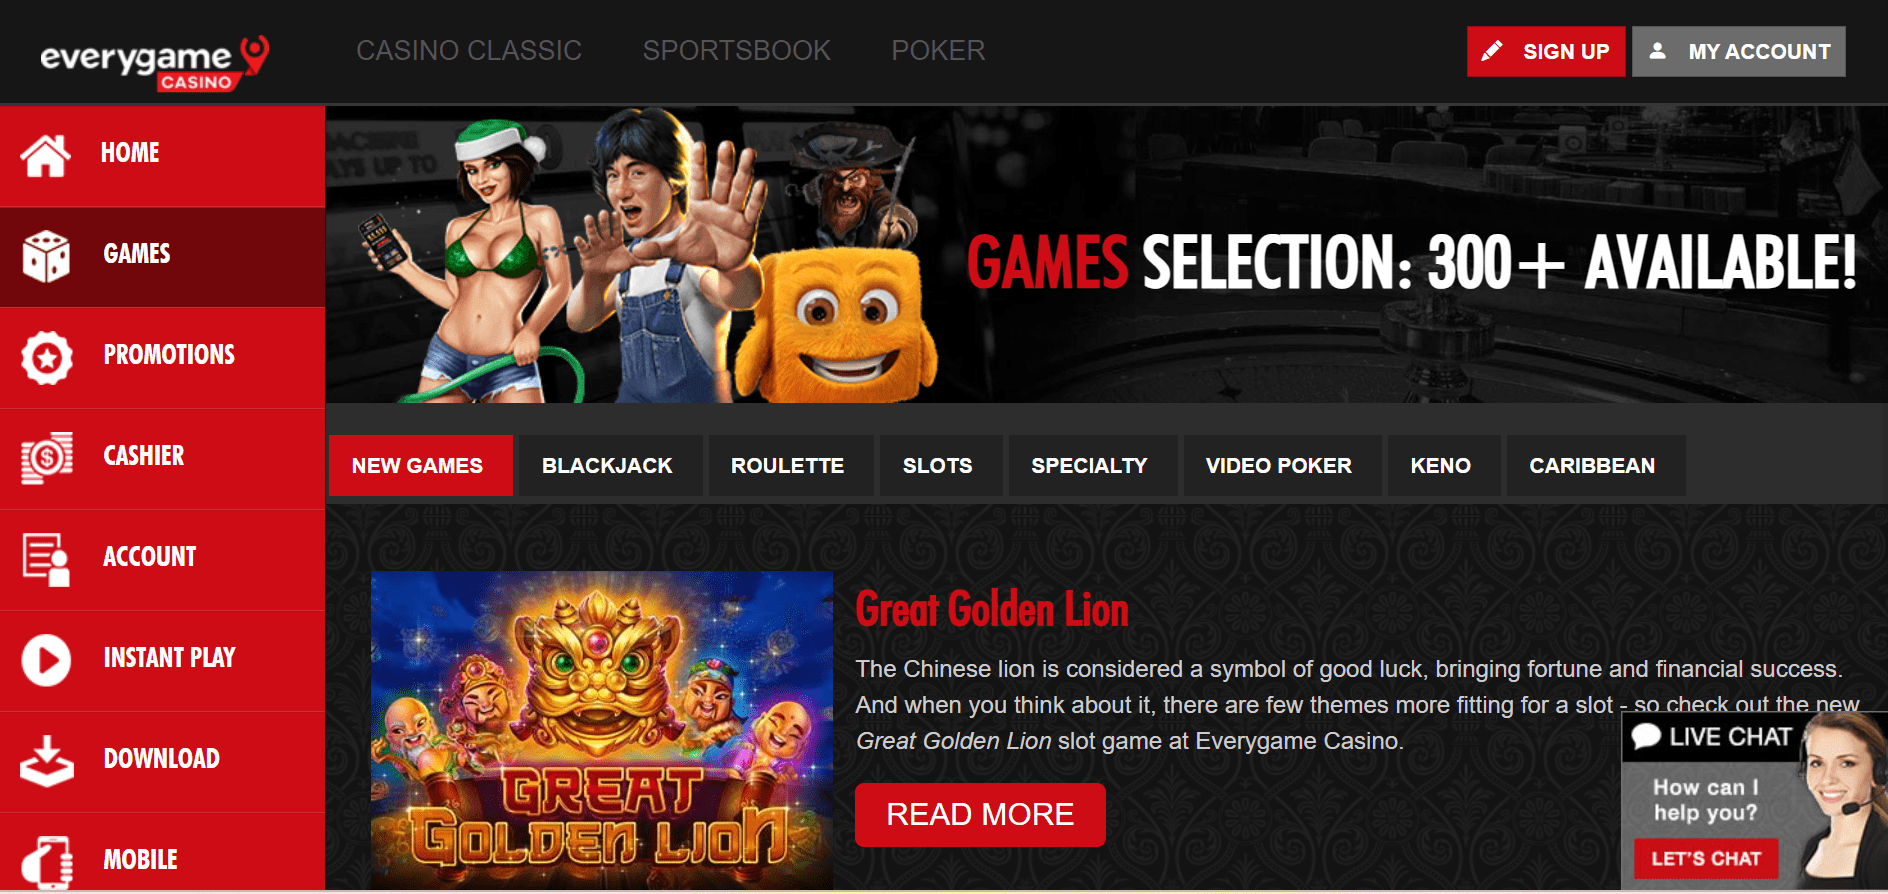 everygame
CASINO
CASINO CLASSIC
SPORTSBOOK
POKER
SIGN UP
MY ACCOUNT
HOME
GAMES
PROMOTIONS
CASHIER
ACCOUNT
INSTANT PLAY
DOWNLOAD
MOBILE
GAMES SELECTION: 300+ AVAILABLE!
NEW GAMES
BLACKJACK
ROULETTE
SLOTS
SPECIALTY
VIDEO POKER
KENO
CARIBBEAN
GREAT
GOLDEN LION
Great Golden Lion
The Chinese lion is considered a symbol of good luck, bringing fortune and financial success.
And when you think about it, there are few themes more fitting for a slot - so check out the new
Great Golden Lion slot game at Everygame Casino.
READ MORE
LIVE CHAT
How can I
help you?
LET'S CHAT